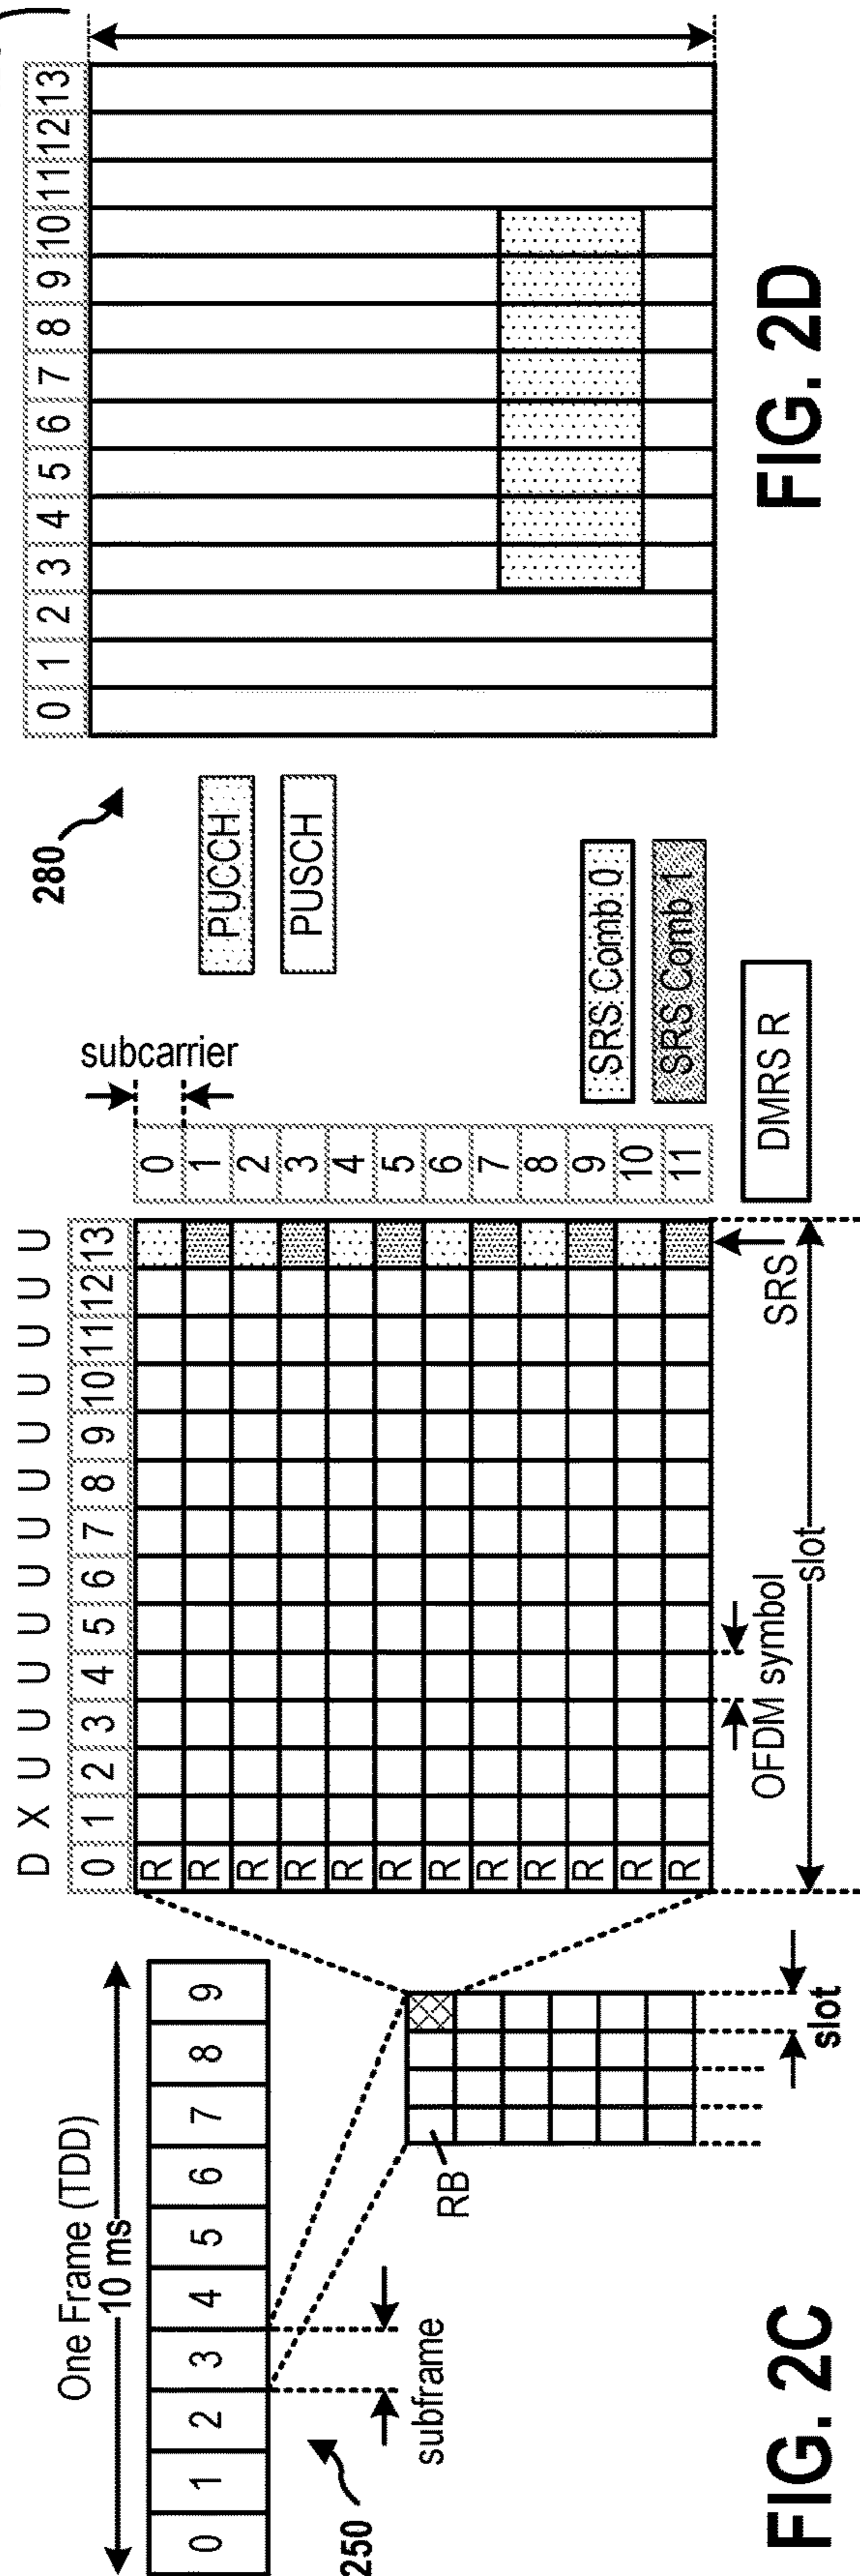 One Frame (TDD)
10 ms
0 1 2 3 4 5 6 7 8 9
250
subframe
RB
slot
D X U U U U U U U U U U U U
0 1 2 3 4 5 6 7 8 9 10 11 12 13
R
R
R
R
R
R
R
R
R
R
R
R
subcarrier
0
1
2
3
4
5
6
7
8
9
10
11
OFDM symbol
SRS
slot
SRS Comb 0
SRS Comb 1
DMRS R
FIG. 2C
280
PUCCH
PUSCH
0 1 2 3 4 5 6 7 8 9 10 11 12 13
FIG. 2D